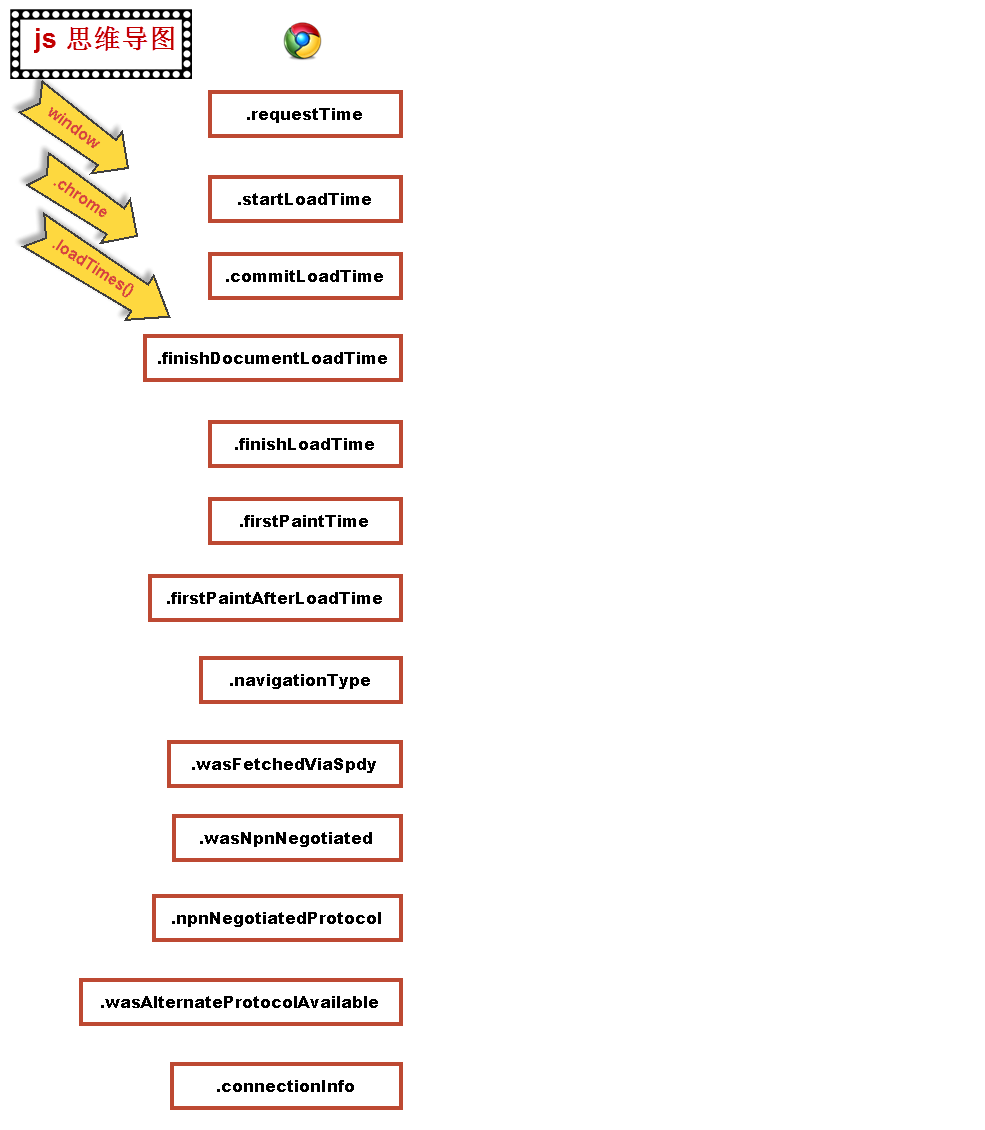 js 思维导图
window
.chrome
.loadTimes()
.requestTime
.startLoadTime
.commitLoadTime
.finishDocumentLoadTime
.finishLoadTime
.firstPaintTime
.firstPaintAfterLoadTime
.navigationType
.wasFetchedViaSpdy
.wasNpnNegotiated
.npnNegotiatedProtocol
.wasAlternateProtocolAvailable
.connectionInfo